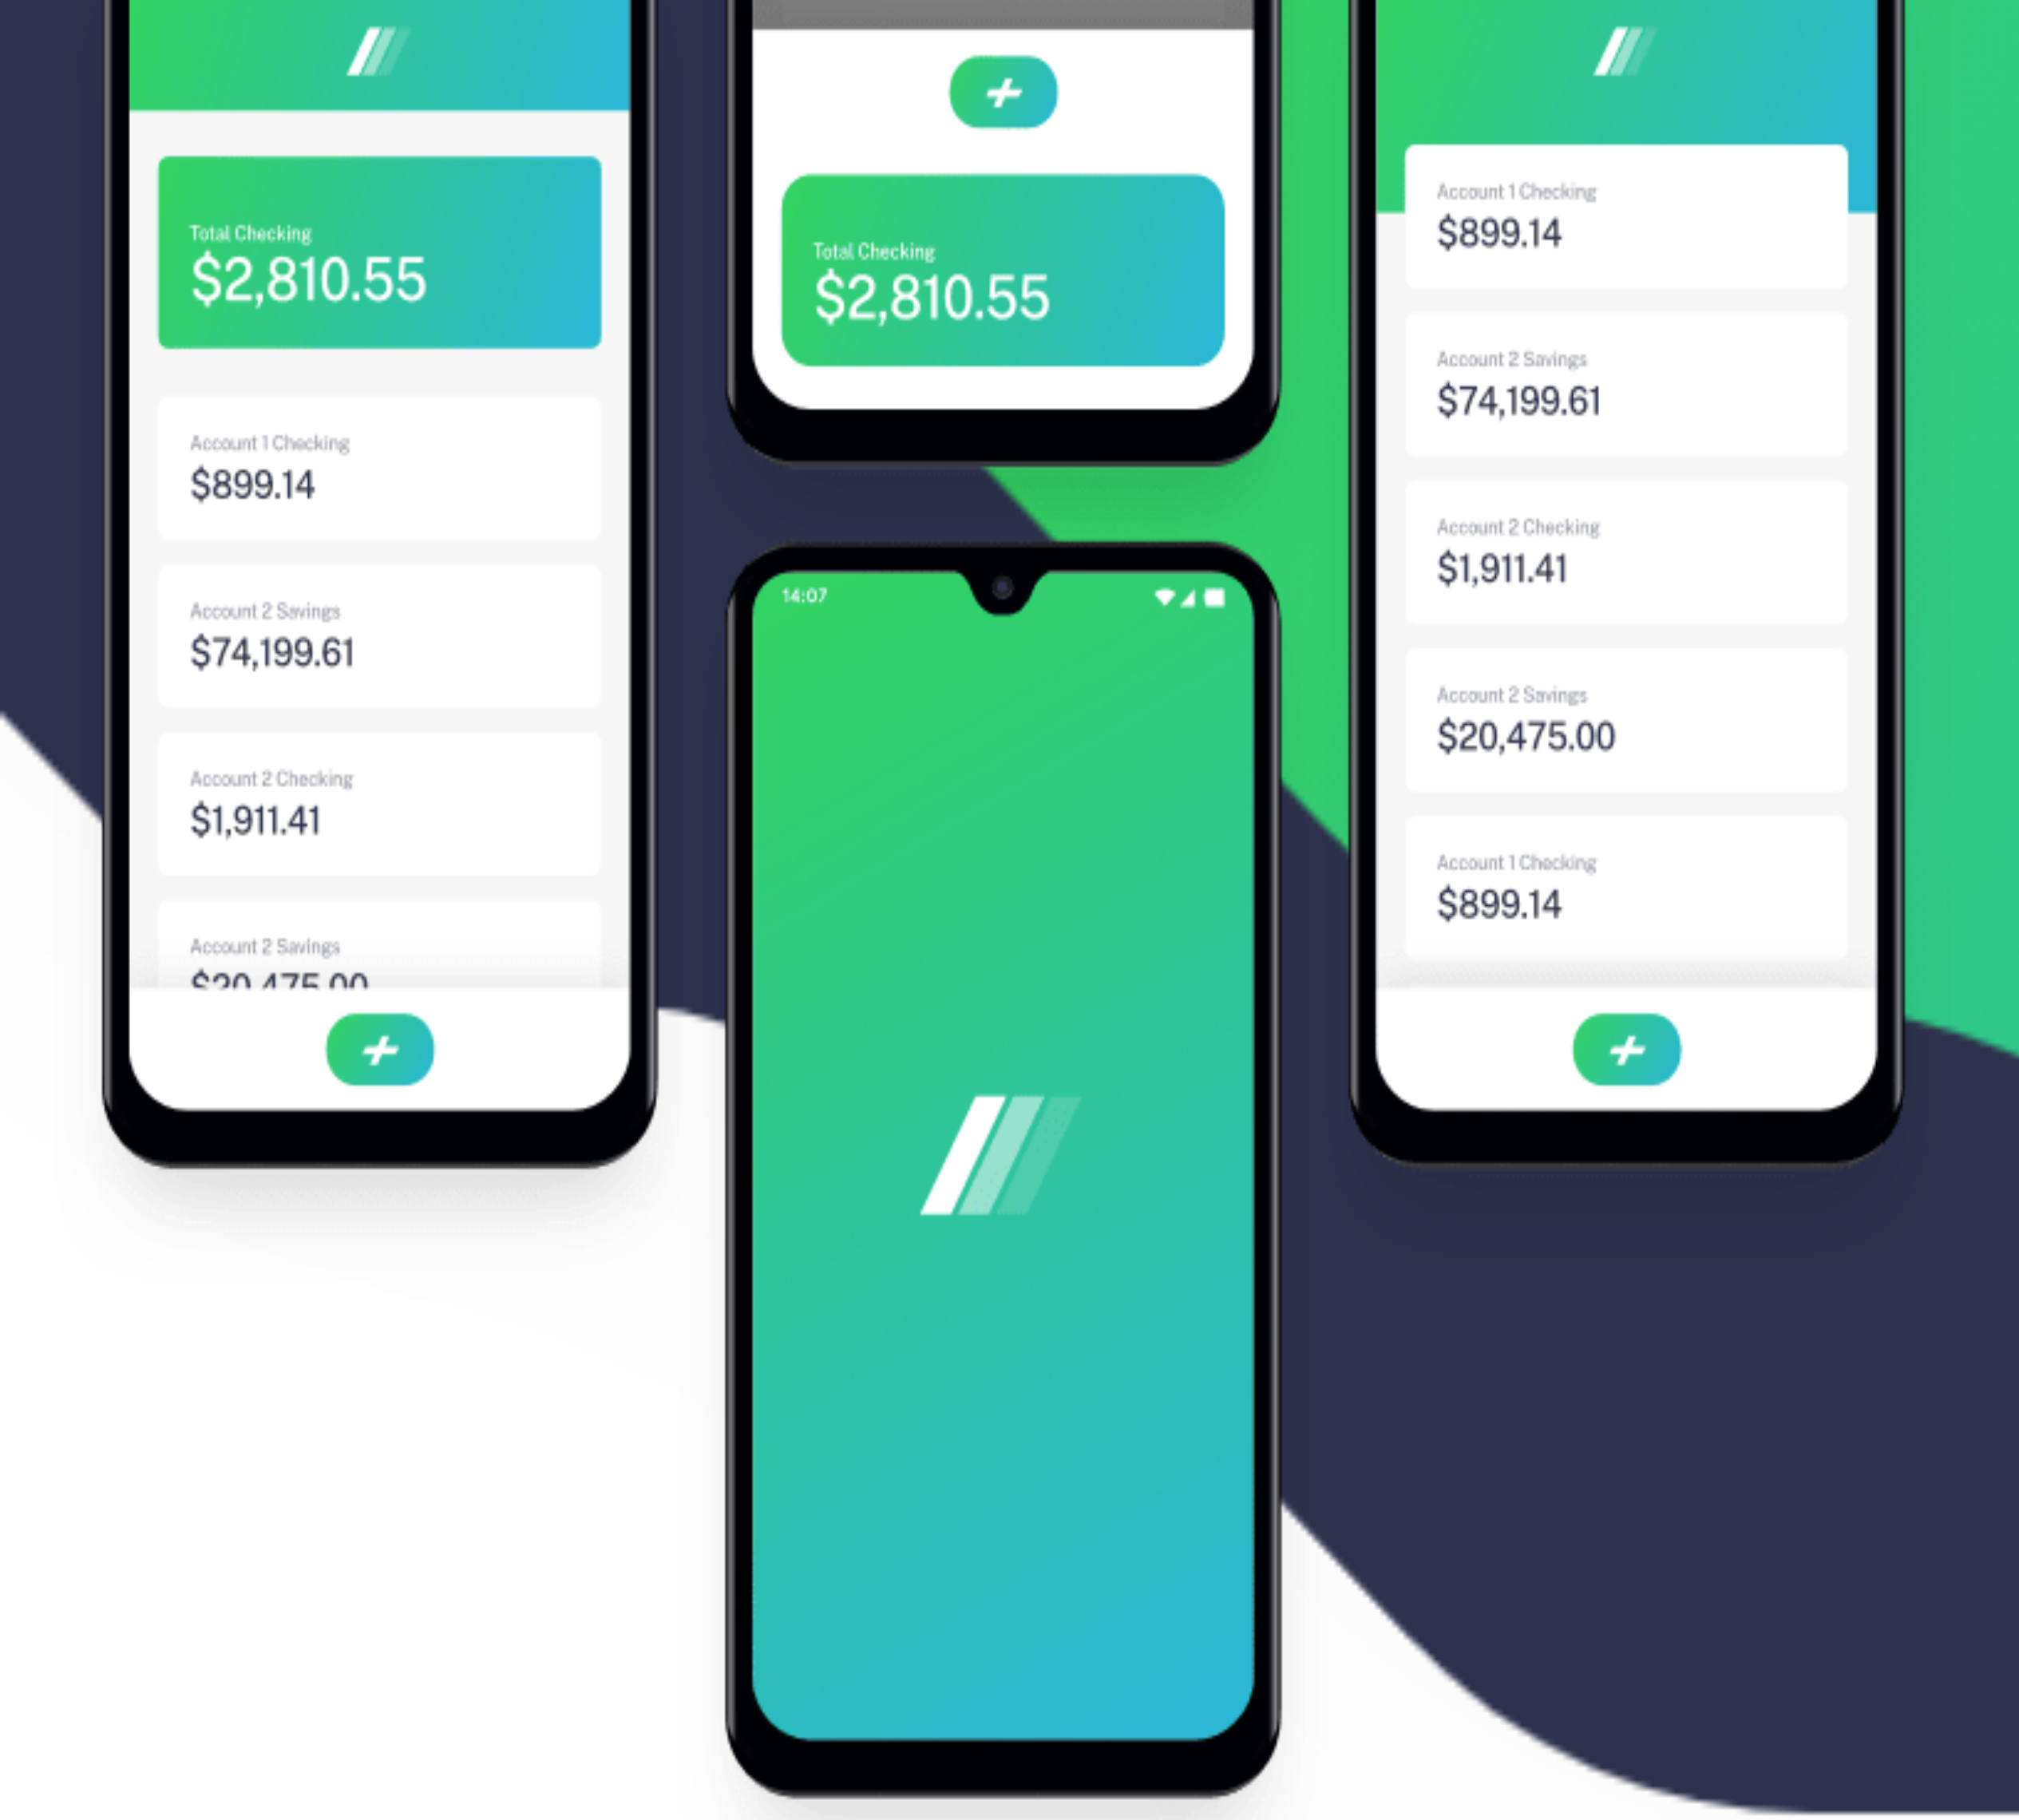 Total Checking
$2,810.55
Account 1 Checking
$899.14
Account 2 Savings
$74,199.61
Account 2 Checking
$1,911.41
Account 2 Savings
$20,475.00
Total Checking
$2,810.55
14:07
Account 1 Checking
$899.14
Account 2 Savings
$74,199.61
Account 2 Checking
$1,911.41
Account 2 Savings
$20,475.00
Account 1 Checking
$899.14